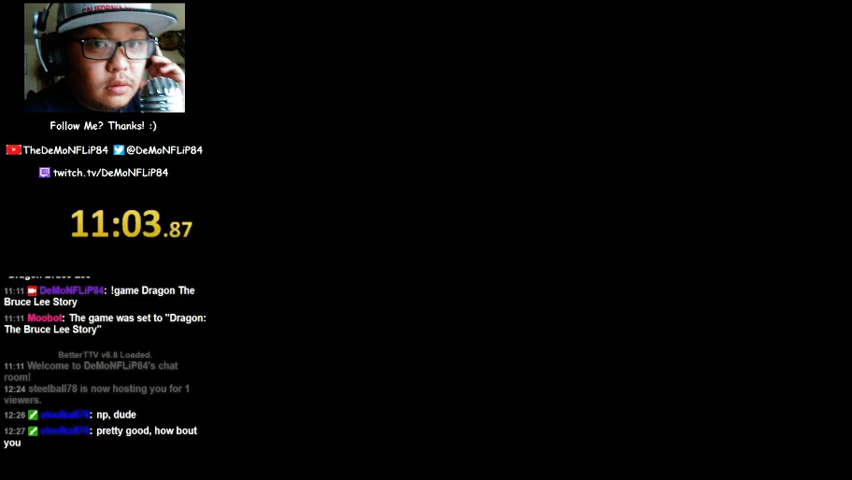 CALIFORNIA
Follow Me? Thanks! :)
TheDeMoNFLiP84 @DeMoNFLiP84
twitch.tv/DeMoNFLiP84
11:03.87
11:11 DeMoNFLiP84: !game Dragon The
Bruce Lee Story
11:11 Moobot: The game was set to "Dragon:
The Bruce Lee Story"
BetterTTV v6.8 Loaded.
11:11 Welcome to DeMoNFLiP84's chat
room!
12:24 steelball78 is now hosting you for 1
viewers.
12:26 steelball78: np, dude
12:27 steelball78: pretty good, how bout
you